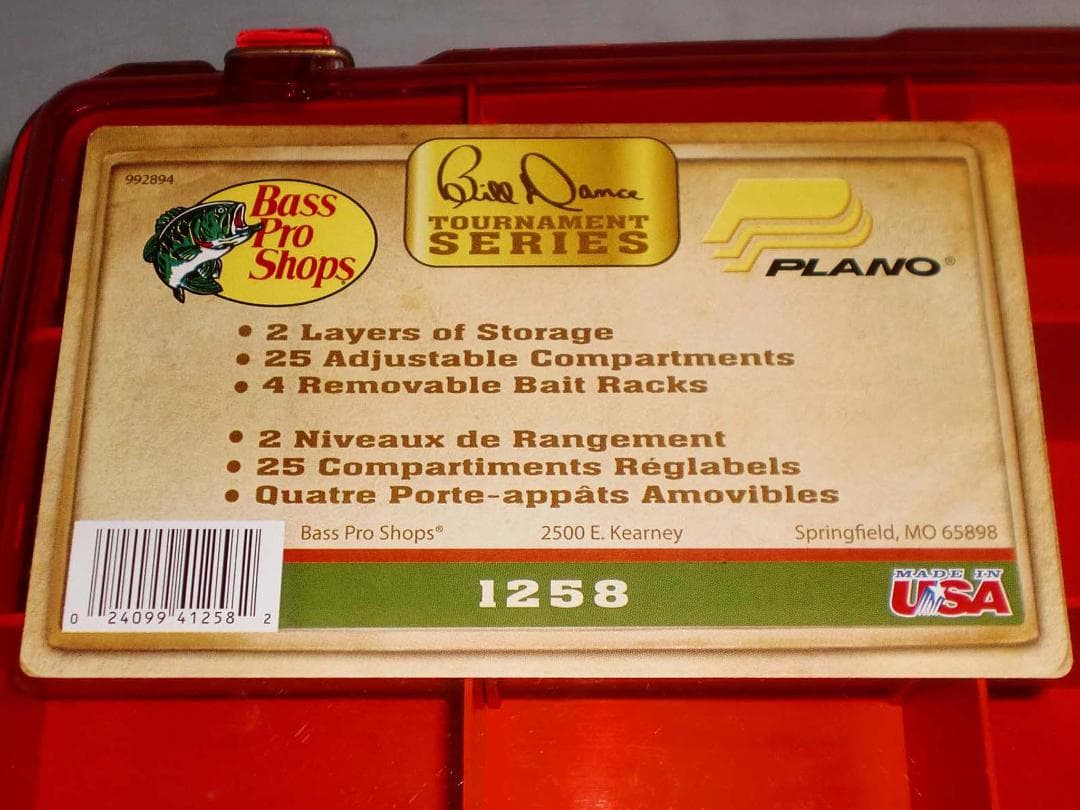 992894
Bass
Pro
Shops
Bill Dance
TOURNAMENT
SERIES
PLANO®
• 2 Layers of Storage
• 25 Adjustable Compartments
• 4 Removable Bait Racks
• 2 Niveaux de Rangement
• 25 Compartiments Réglabels
• Quatre Porte-appâts Amovibles
Bass Pro Shops® 2500 E. Kearney Springfield, MO 65898
1258
MADE IN
USA
0 24099 41258 2